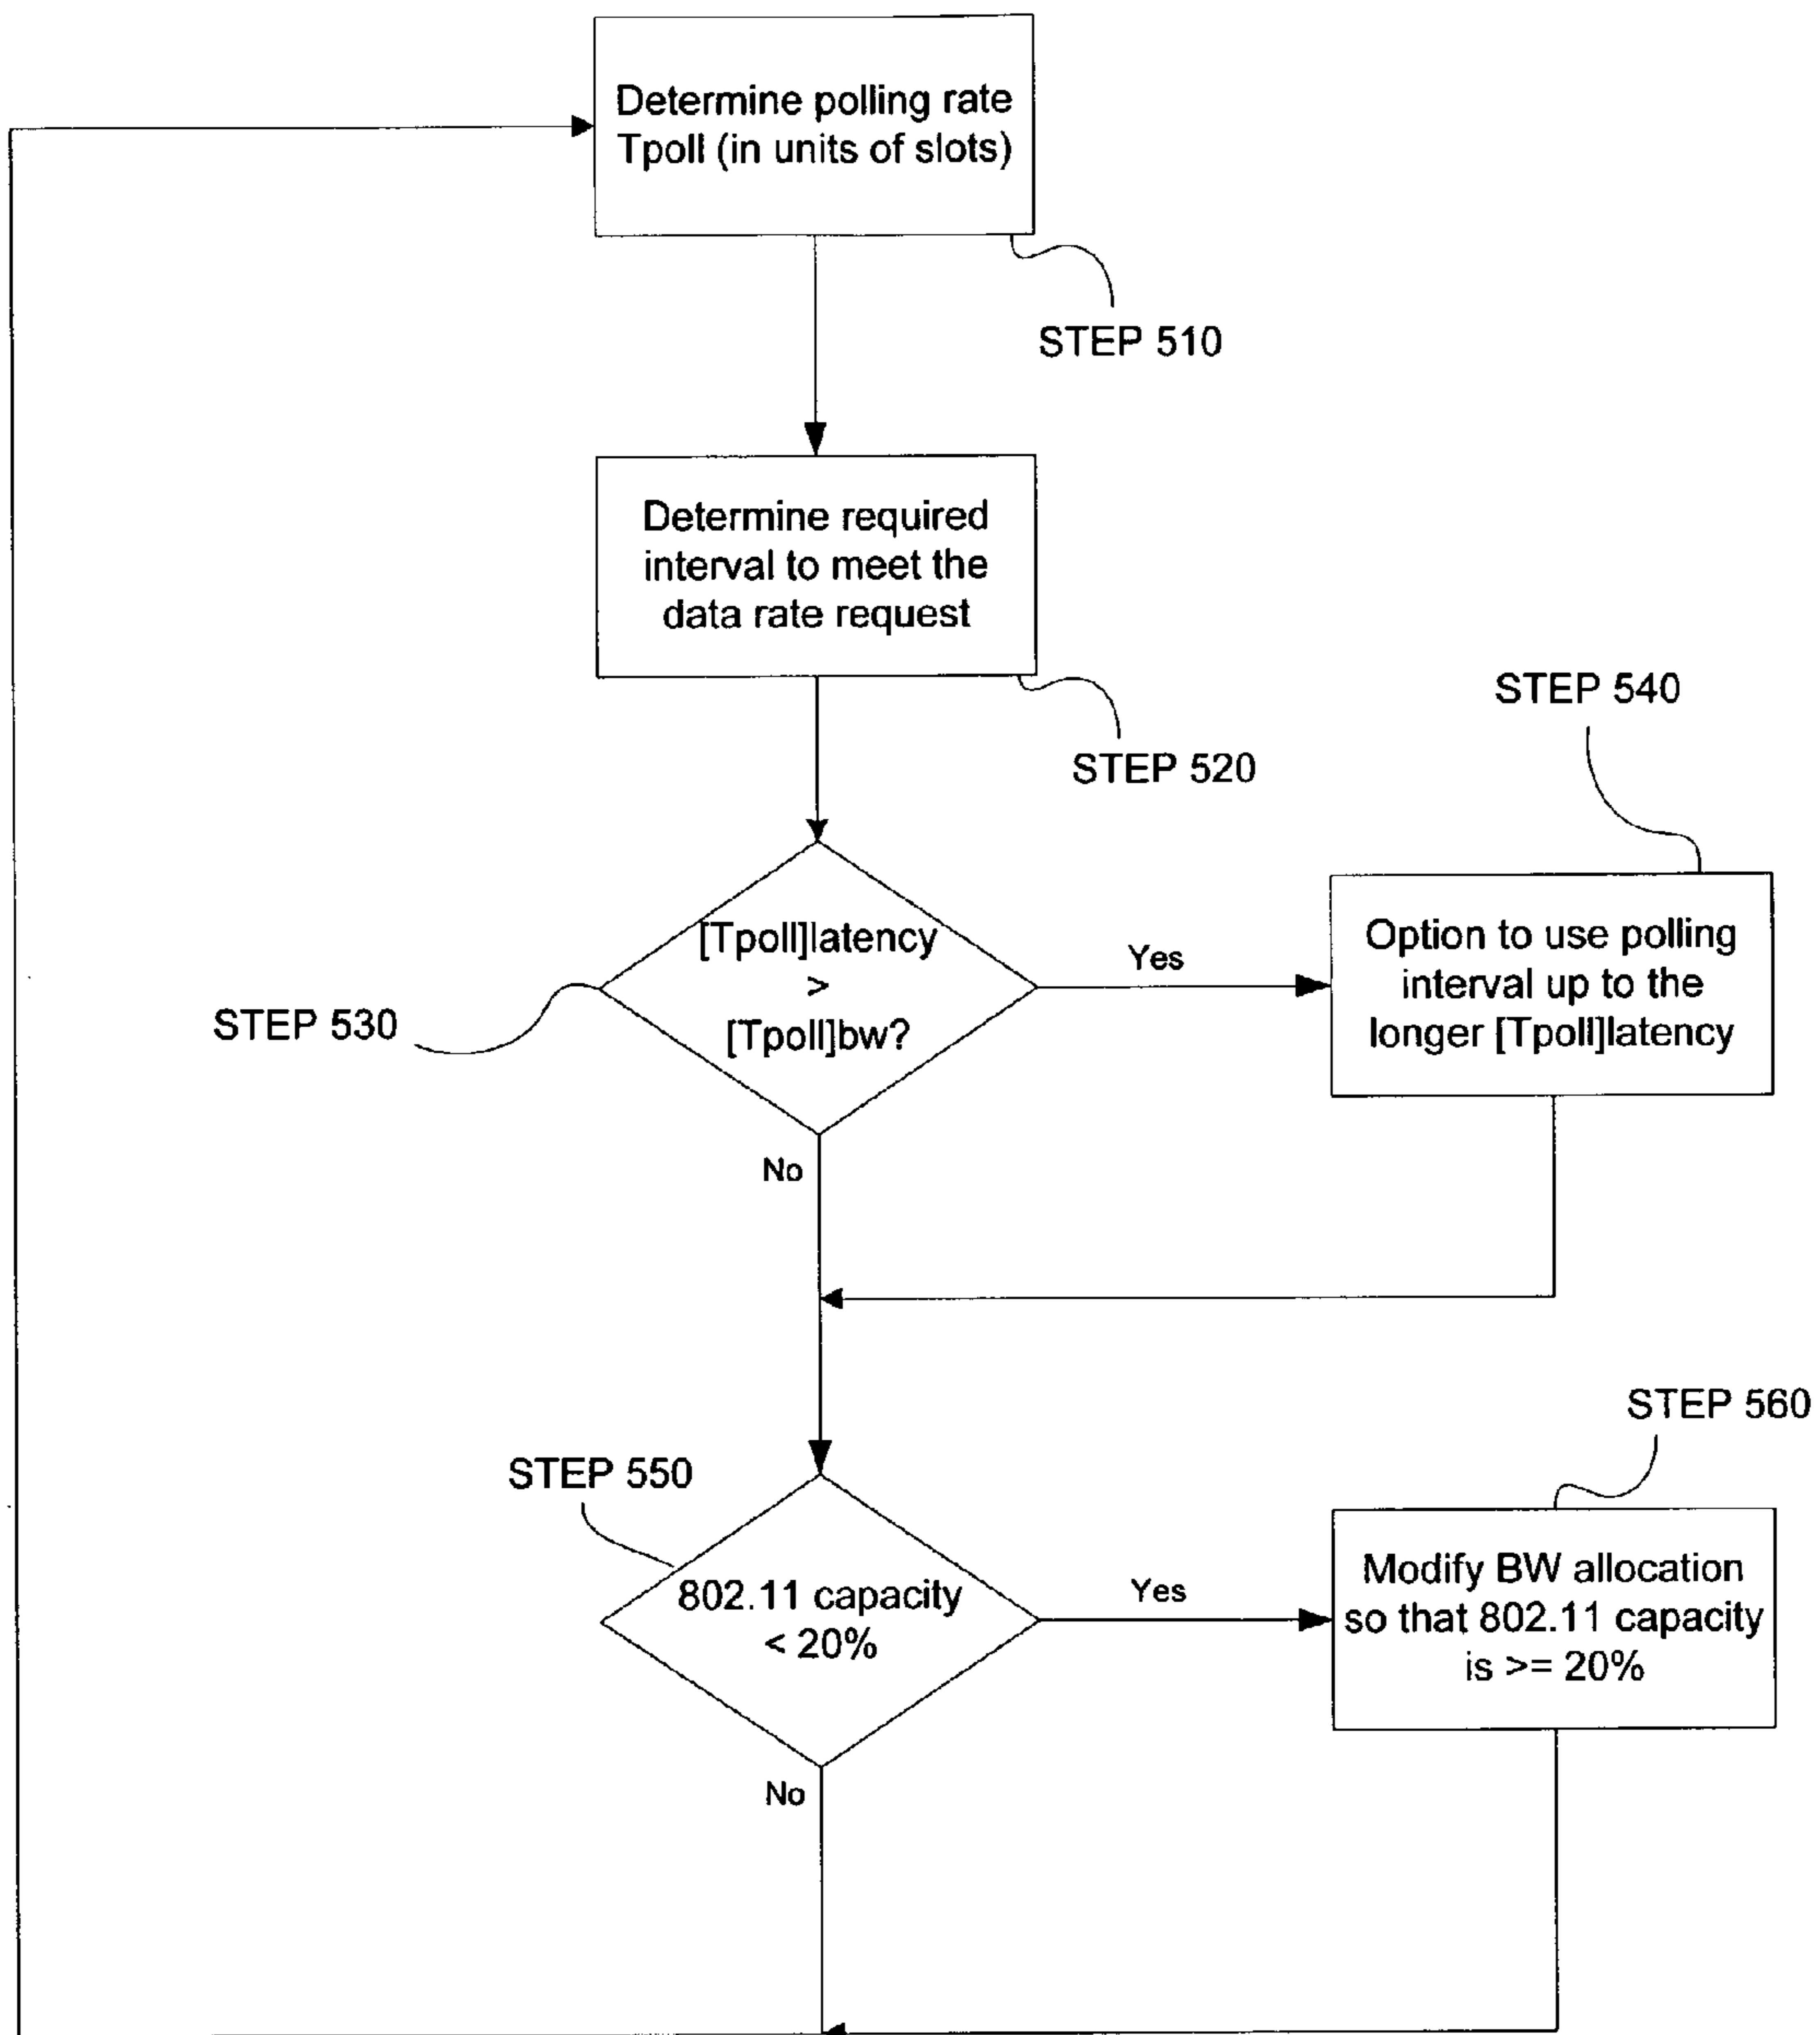 Determine polling rate
Tpoll (in units of slots)
STEP 510
Determine required
interval to meet the
data rate request
STEP 520
STEP 540
[Tpoll]latency
>
[Tpoll]bw?
Yes
Option to use polling
interval up to the
longer [Tpoll]latency
STEP 530
No
STEP 560
STEP 550
802.11 capacity
< 20%
Yes
Modify BW allocation
so that 802.11 capacity
is >= 20%
No